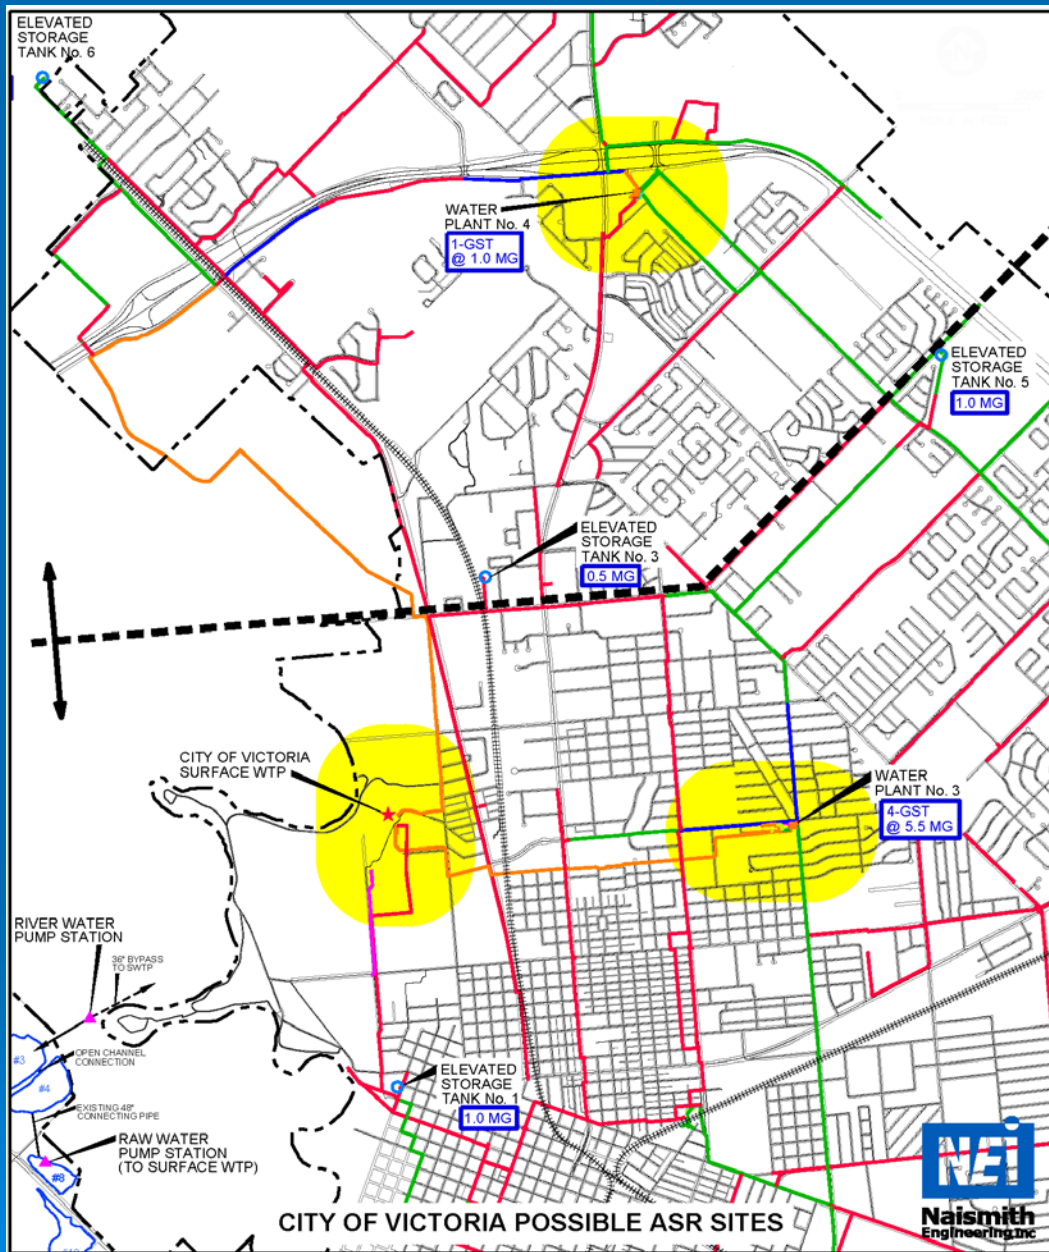 ELEVATED
STORAGE
TANK No. 6
WATER
PLANT No. 4
1-GST
@ 1.0 MG
ELEVATED
STORAGE
TANK No. 5
1.0 MG
ELEVATED
STORAGE
TANK No. 3
0.5 MG
CITY OF VICTORIA
SURFACE WTP
WATER
PLANT No. 3
4-GST
@ 5.5 MG
RIVER WATER
PUMP STATION
36" BYPASS
TO SWTP
#3
OPEN CHANNEL
CONNECTION
#4
ELEVATED
STORAGE
TANK No. 1
1.0 MG
EXISTING 48"
CONNECTING PIPE
RAW WATER
PUMP STATION
(TO SURFACE WTP)
#8
NEi
Naismith
Engineering Inc
CITY OF VICTORIA POSSIBLE ASR SITES